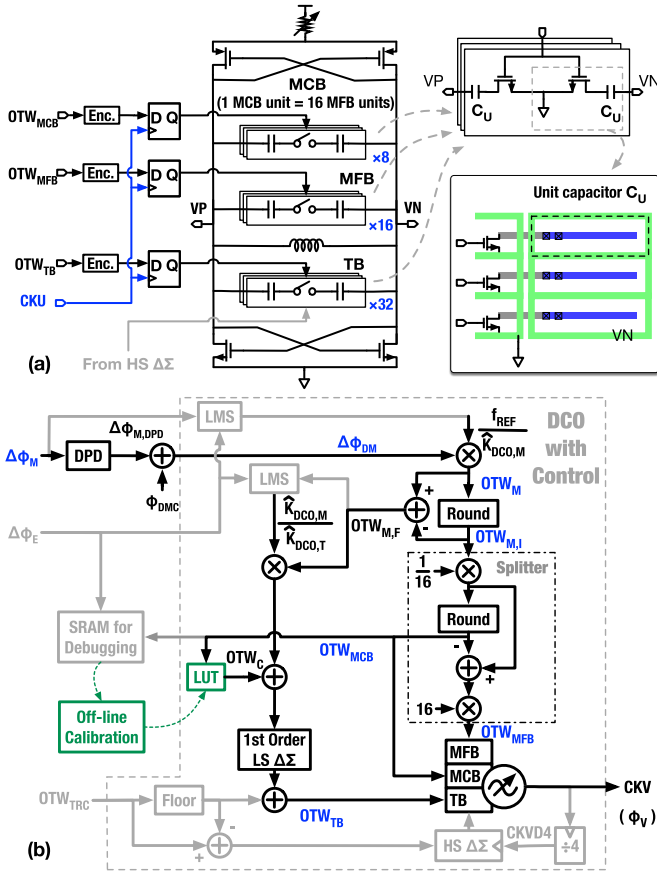 (a)
MCB
(1 MCB unit = 16 MFB units)
OTW_MCB
Enc.
D Q
×8
OTW_MFB
Enc.
D Q
MFB
VP
VN
×16
OTW_TB
Enc.
D Q
TB
CKU
×32
From HS ΔΣ
VP
VN
C_U
C_U
Unit capacitor C_U
VN
(b)
DCO
with
Control
LMS
f_REF
K̂_DCO,M
Δϕ_M
DPD
Δϕ_M,DPD
Δϕ_DM
ϕ_DMC
OTW_M
LMS
K̂_DCO,M
K̂_DCO,T
OTW_M,F
+
-
Round
OTW_M,I
Δϕ_E
1
16
Splitter
Round
SRAM for
Debugging
OTW_MCB
-
+
LUT
OTW_C
Off-line
Calibration
16
OTW_MFB
1st Order
LS ΔΣ
MFB
MCB
TB
CKV
(ϕ_V)
OTW_TRC
Floor
OTW_TB
-
+
HS ΔΣ
CKVD4
÷4